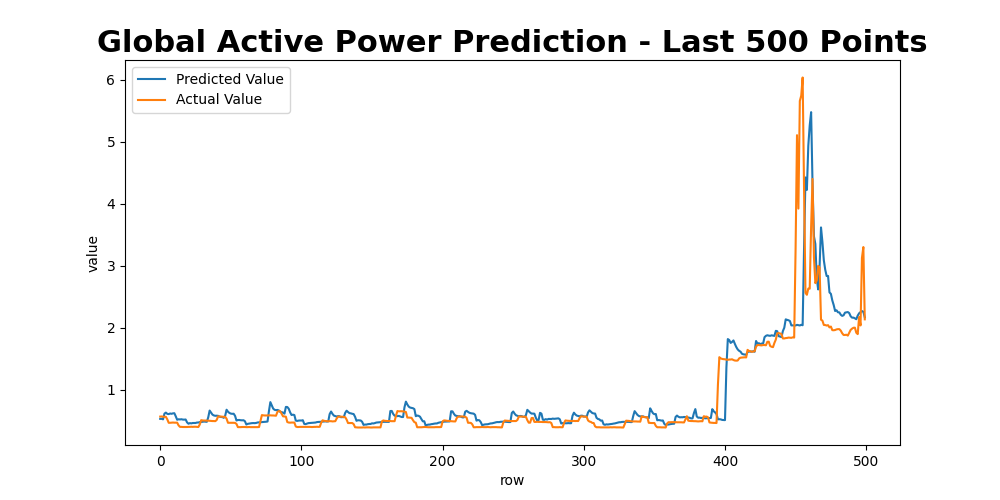 Global Active Power Prediction - Last 500 Points
Predicted Value
Actual Value
6
5
4
3
2
1
value
0
100
200
300
400
500
row